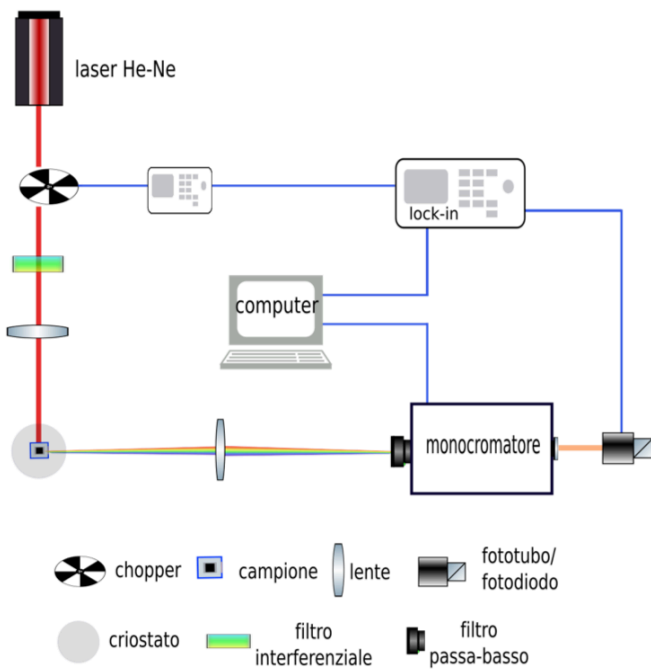 laser He-Ne
lock-in
computer
monocromatore
chopper
campione
lente
fototubo/
fotodiodo
criostato
filtro
interferenziale
filtro
passa-basso